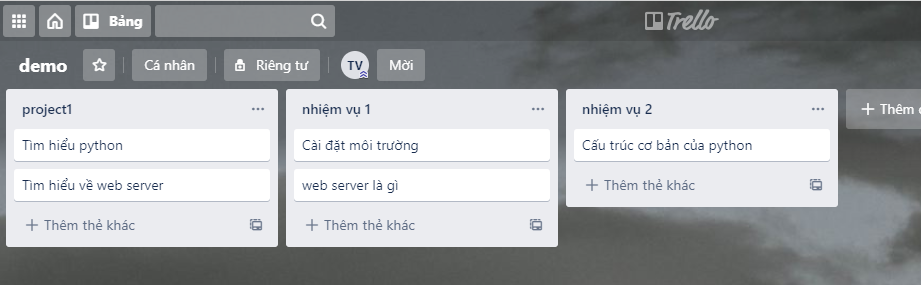 Bảng
Trello
demo
Cá nhân
Riêng tư
TV
Mời
project1
Tìm hiểu python
Tìm hiểu về web server
Thêm thẻ khác
nhiệm vụ 1
Cài đặt môi trường
web server là gì
Thêm thẻ khác
nhiệm vụ 2
Cấu trúc cơ bản của python
Thêm thẻ khác
Thêm